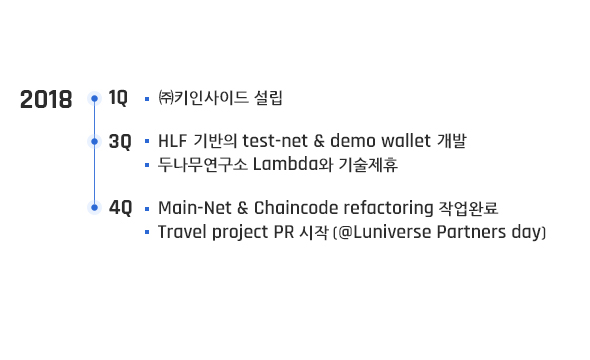 2018 1Q ㈜키인사이드 설립
3Q HLF 기반의 test-net & demo wallet 개발
두나무연구소 Lambda와 기술제휴
4Q Main-Net & Chaincode refactoring 작업완료
Travel project PR 시작 (@Luniverse Partners day)